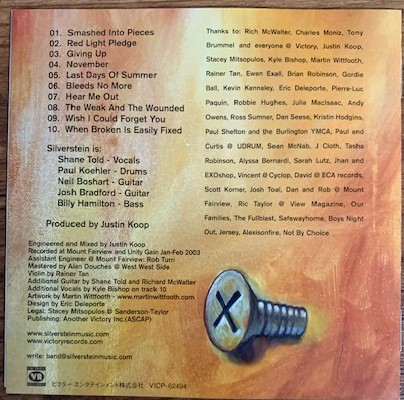 01. Smashed Into Pieces
02. Red Light Pledge
03. Giving Up
04. November
05. Last Days Of Summer
06. Bleeds No More
07. Hear Me Out
08. The Weak And The Wounded
09. Wish I Could Forget You
10. When Broken Is Easily Fixed
Silverstein is:
Shane Told - Vocals
Paul Koehler - Drums
Neil Boshart - Guitar
Josh Bradford - Guitar
Billy Hamilton - Bass
Produced by Justin Koop
Engineered and Mixed by Justin Koop
Recorded at Mount Fairview and Unity Gain Jan-Feb 2003
Assistant Engineer @ Mount Fairview: Rob Turri
Mastered by Alan Douches @ West West Side
Violin by Rainer Tan
Additional Guitar by Shane Told and Richard McWalter
Additional Vocals by Kyle Bishop on track 10
Artwork by Martin Wittfooth - www.martinwittfooth.com
Design by Eric Deleporte
Legal: Stacey Mitsopulos @ Sanderson-Taylor
Publishing: Another Victory Inc.(ASCAP)
www.silversteinmusic.com
www.victoryrecords.com
write: band@silversteinmusic.com
VR
ビクター エンタテインメント株式会社 VICP-62494
Thanks to: Rich McWalter, Charles Moniz, Tony
Brummel and everyone @ Victory, Justin Koop,
Stacey Mitsopulos, Kyle Bishop, Martin Wittfooth,
Rainer Tan, Ewan Exall, Brian Robinson, Gordie
Ball, Kevin Kennaley, Eric Deleporte, Pierre-Luc
Paquin, Robbie Hughes, Julia MacIsaac, Andy
Owens, Ross Sumner, Dan Seese, Kristin Hodgins,
Paul Shelton and the Burlington YMCA, Paul and
Curtis @ UDRUM, Sean McNab, J Cloth, Tasha
Robinson, Alyssa Bernardi, Sarah Lutz, Jhan and
EXOshop, Vincent @ Cyclop, David @ ECA records,
Scott Korner, Josh Toal, Dan and Rob @ Mount
Fairview, Ric Taylor @ View Magazine, Our
Families, The Fullblast, Safewayhorne, Boys Night
Out, Jersey, Alexisonfire, Not By Choice